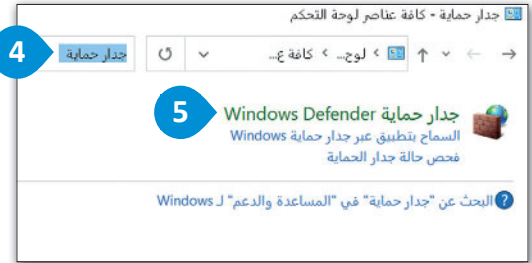 جدار حماية - كافة عناصر لوحة التحكم
لوح... › كافة ع...
جدار حماية
4
5
جدار حماية Windows Defender
السماح بتطبيق عبر جدار حماية Windows
فحص حالة جدار الحماية
البحث عن "جدار حماية" في "المساعدة والدعم" لـ Windows